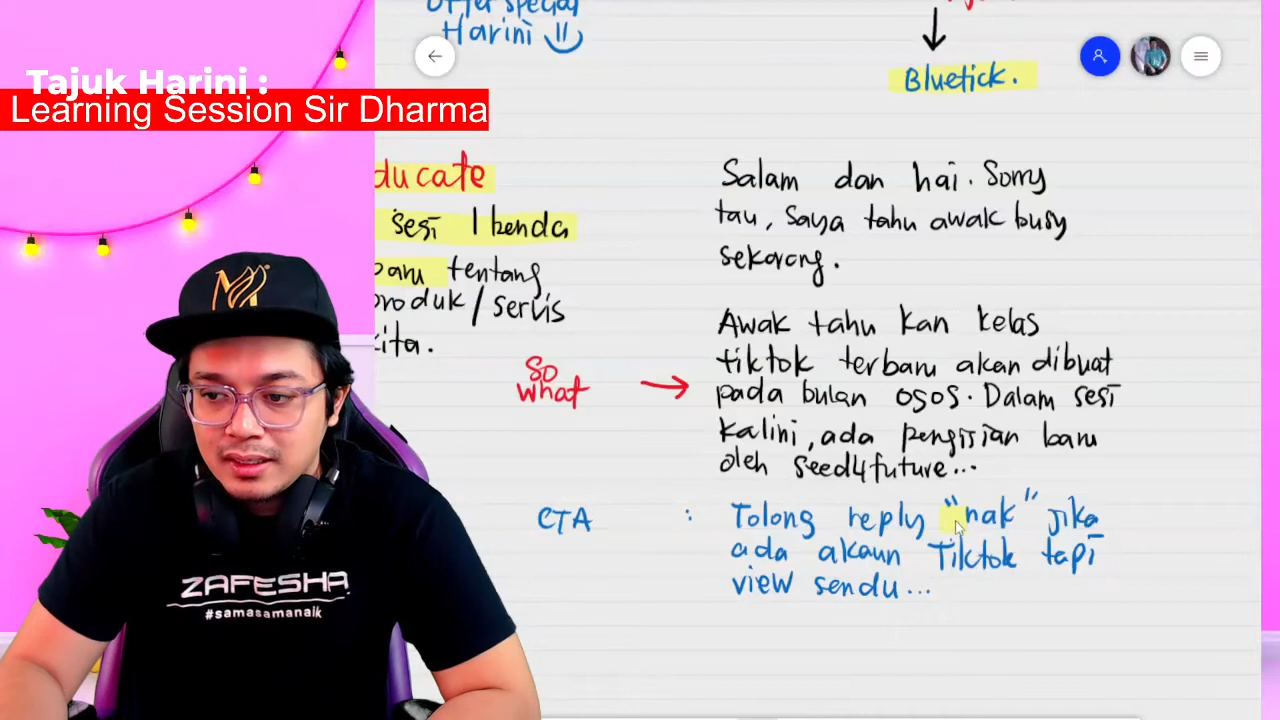 Offer special
Harini
Bluetick.
Tajuk Harini :
Learning Session Sir Dharma
ducate
sesi 1 benda
baru tentang
produk / servis
kita.
Salam dan hai. Sorry
tau, saya tahu awak busy
sekarang.
So
what
Awak tahu kan kelas
tiktok terbaru akan dibuat
pada bulan ogos. Dalam sesi
kalini, ada pengisian baru
oleh seed4future...
CTA : Tolong reply "nak" jika
ada akaun Tiktok tapi
view sendu...
ZAFESHA
#samasamanaik